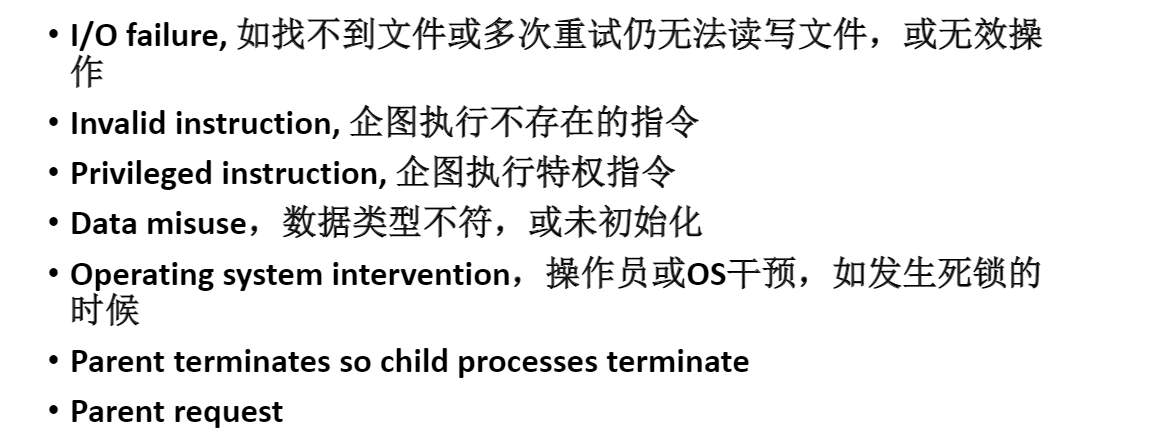 • I/O failure, 如找不到文件或多次重试仍无法读写文件，或无效操
作
• Invalid instruction, 企图执行不存在的指令
• Privileged instruction, 企图执行特权指令
• Data misuse，数据类型不符，或未初始化
• Operating system intervention，操作员或OS干预，如发生死锁的
时候
• Parent terminates so child processes terminate
• Parent request